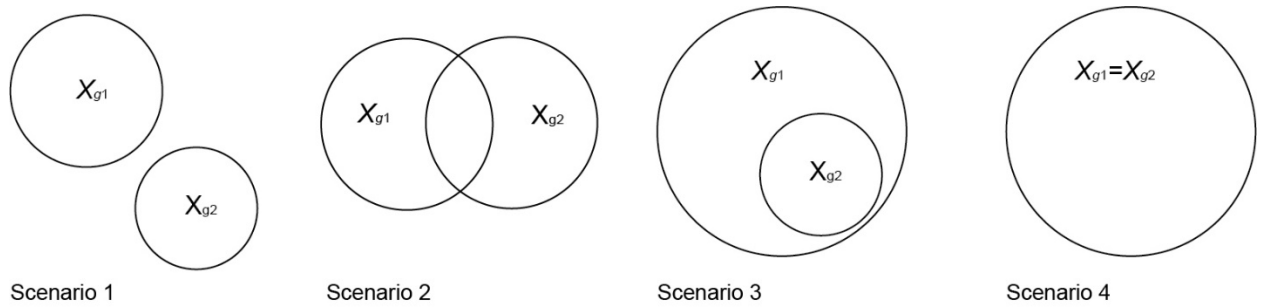 Xg1
Xg2
Scenario 1
Xg1
Xg2
Scenario 2
Xg1
Xg2
Scenario 3
Xg1=Xg2
Scenario 4